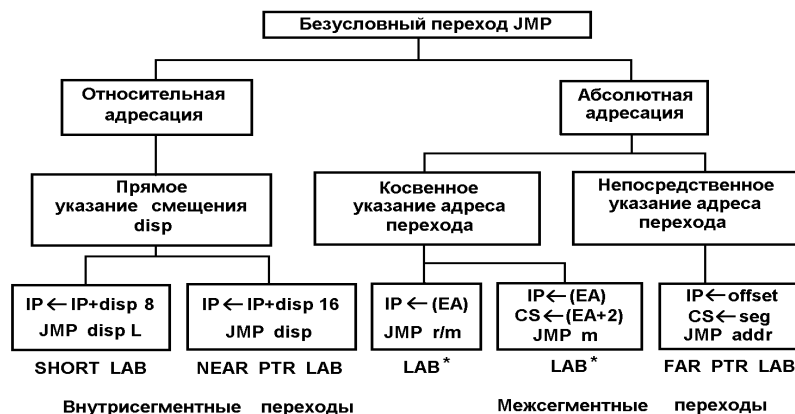 Безусловный переход JMP
Относительная
адресация
Абсолютная
адресация
Прямое
указание смещения
disp
Косвенное
указание адреса
перехода
Непосредственное
указание адреса
перехода
IP ← IP+disp 8
JMP disp L
IP ← IP+disp 16
JMP disp
IP ← (EA)
JMP r/m
IP ← (EA)
CS ← (EA+2)
JMP m
IP ← offset
CS ← seg
JMP addr
SHORT LAB
NEAR PTR LAB
LAB*
LAB*
FAR PTR LAB
Внутрисегментные переходы
Межсегментные переходы